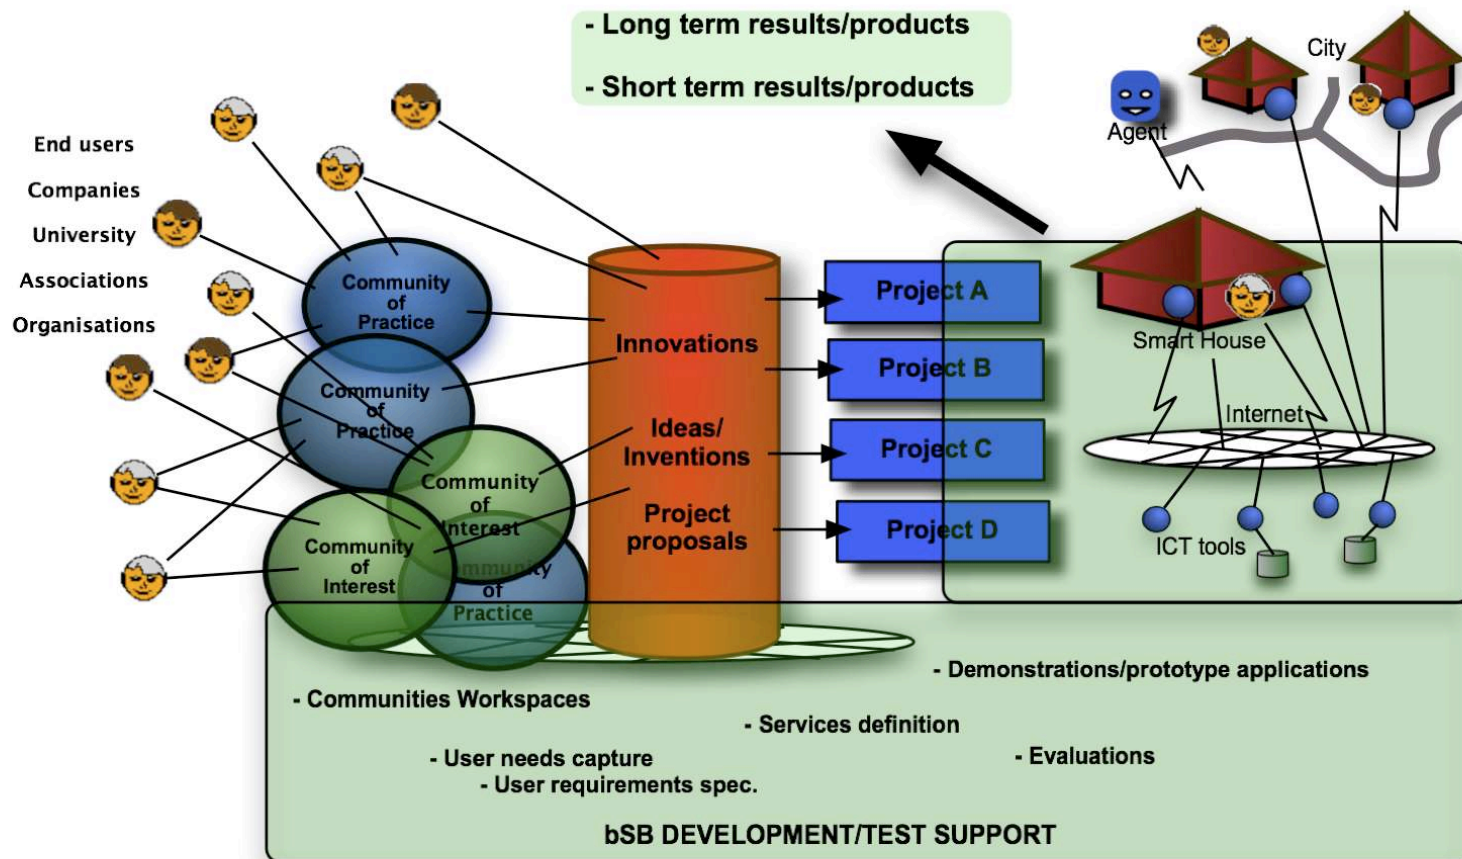 - Long term results/products
- Short term results/products
City
Agent
End users
Companies
University
Associations
Organisations
Community
of
Practice
Community
of
Practice
Community
of
Interest
Community
of
Interest
Community
of
Practice
Innovations
Ideas/
Inventions
Project
proposals
Project A
Project B
Project C
Project D
Smart House
Internet
ICT tools
- Demonstrations/prototype applications
- Communities Workspaces
- Services definition
- User needs capture
- Evaluations
- User requirements spec.
bSB DEVELOPMENT/TEST SUPPORT